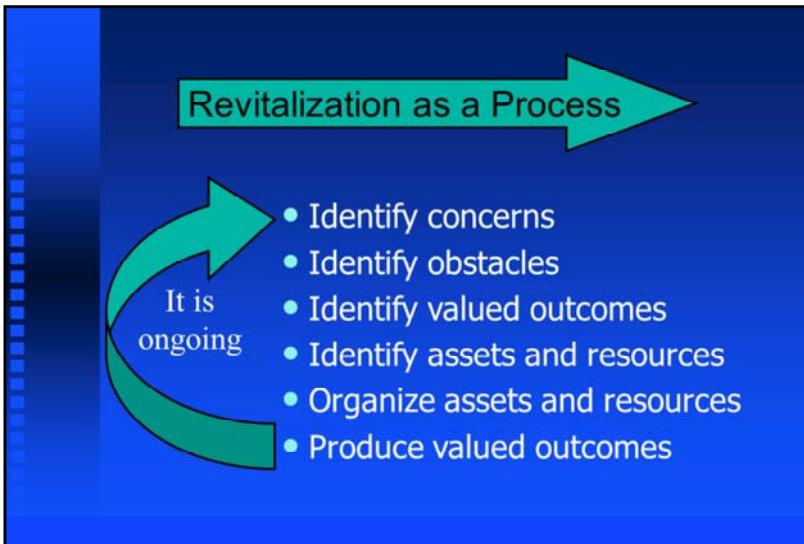 Revitalization as a Process
• Identify concerns
• Identify obstacles
• Identify valued outcomes
• Identify assets and resources
• Organize assets and resources
• Produce valued outcomes
It is
ongoing